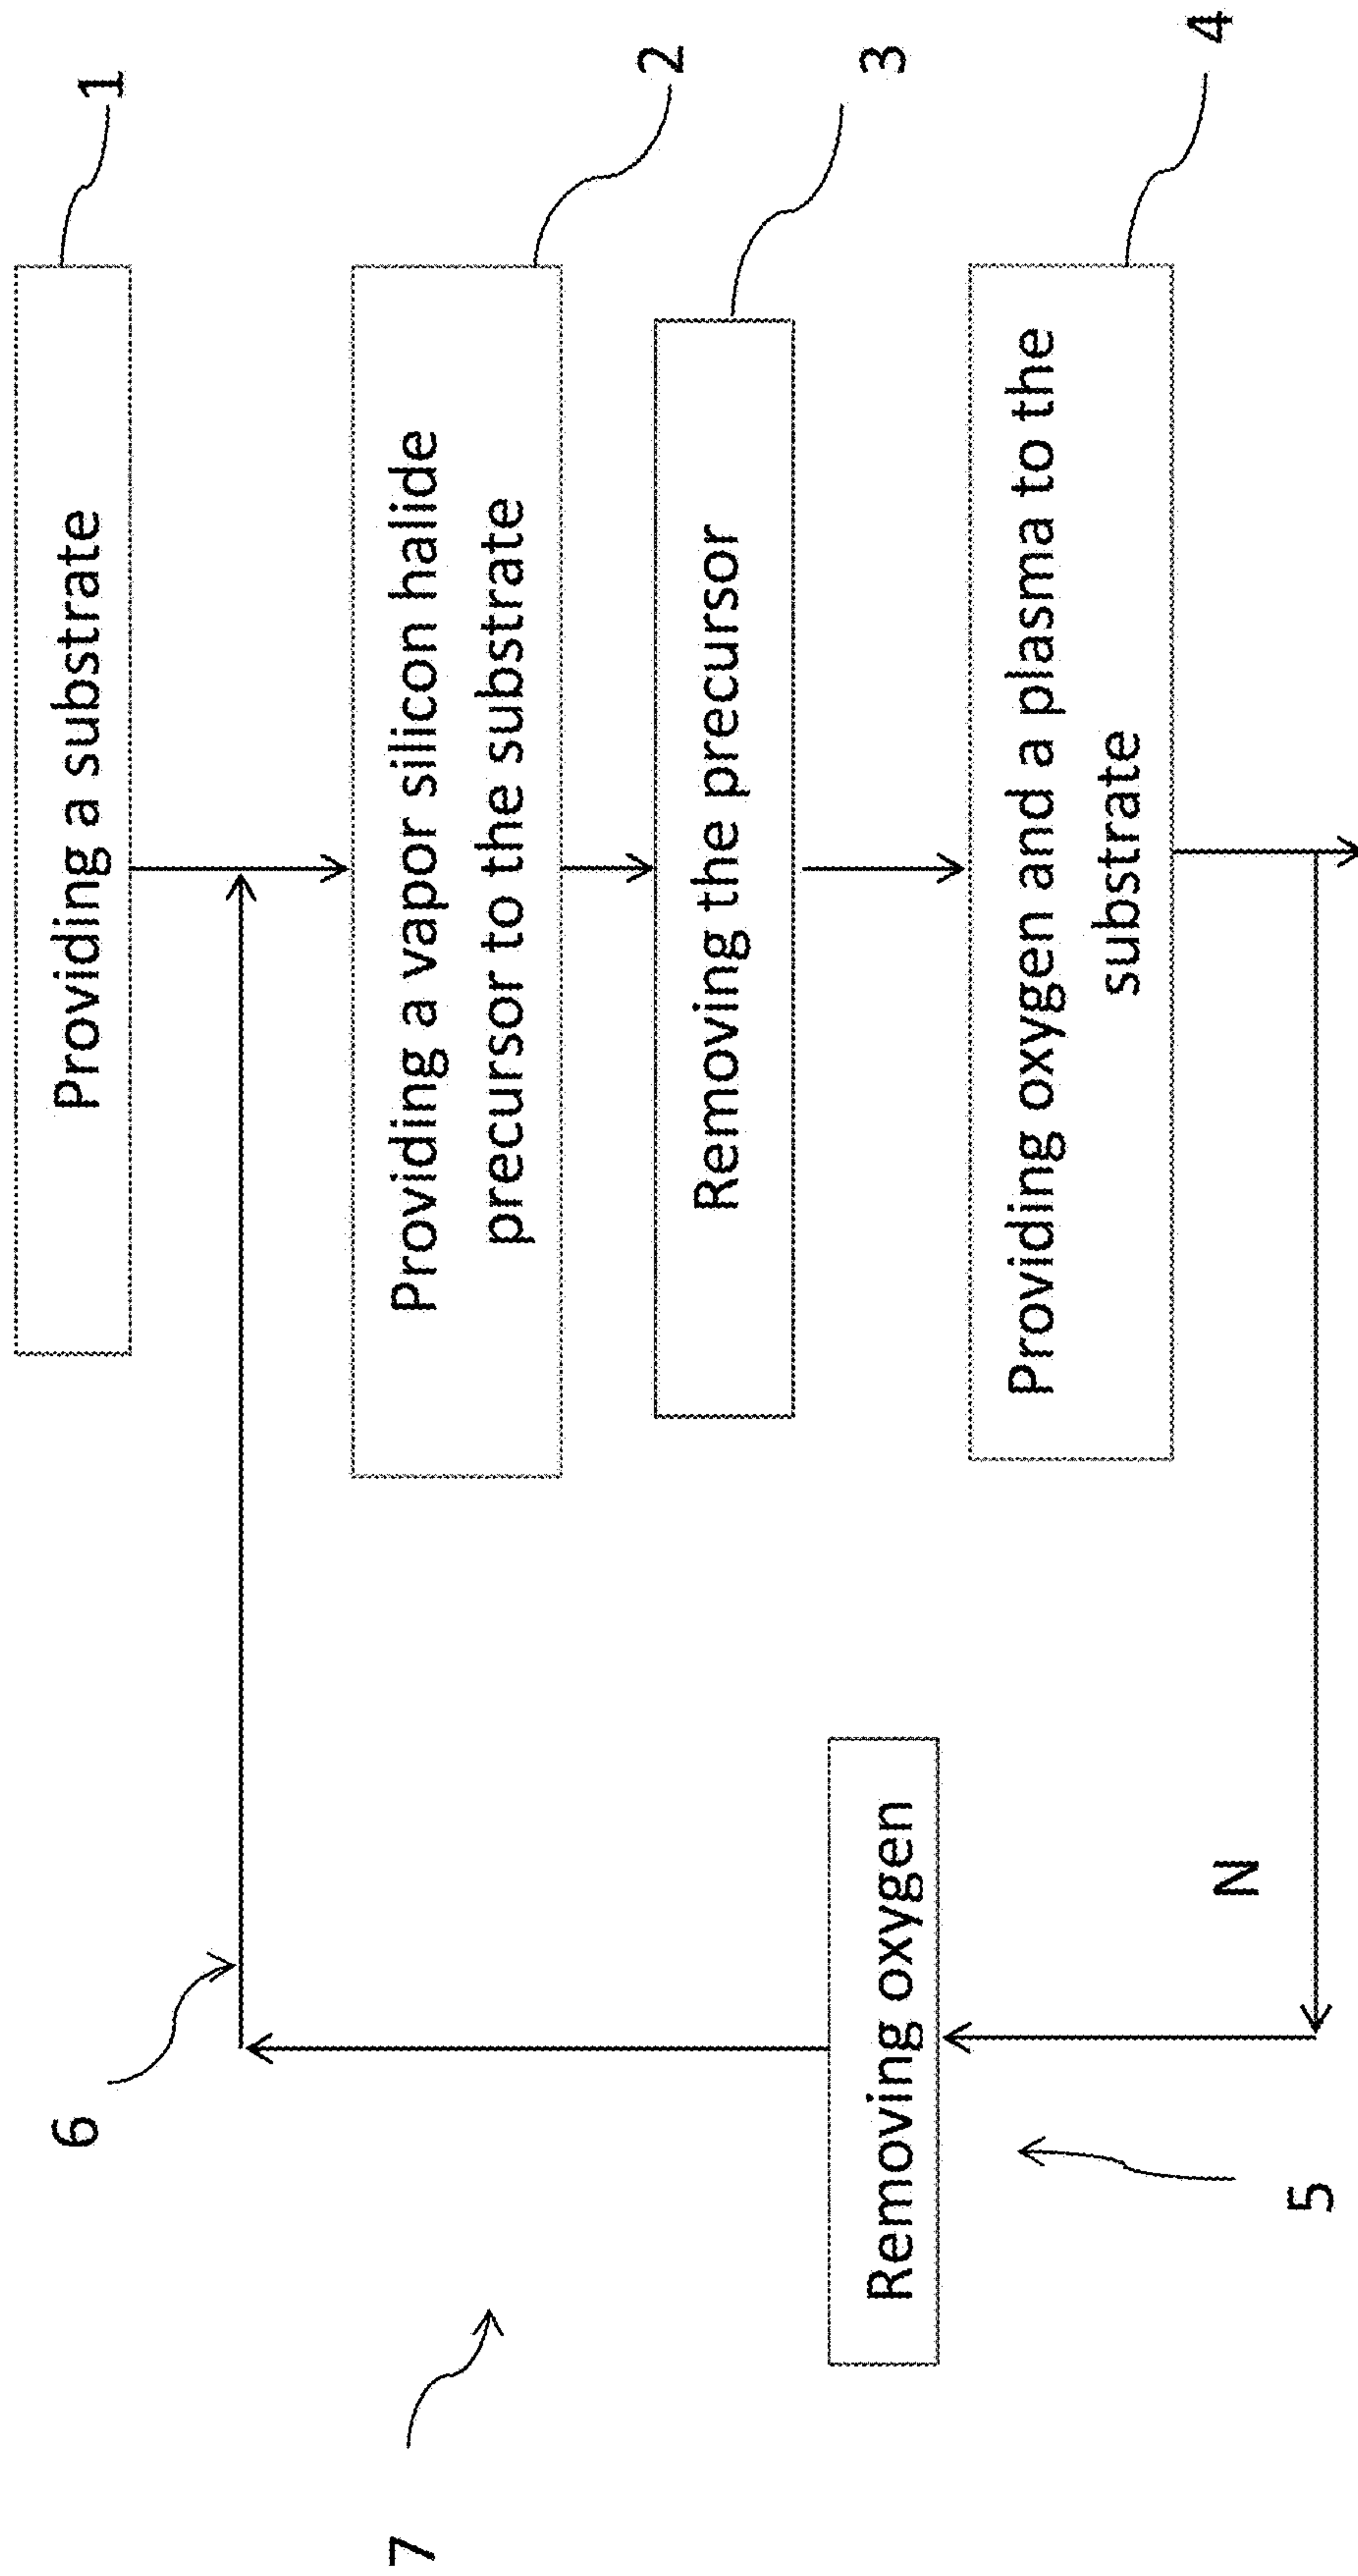 Providing a substrate
1
Providing a vapor silicon halide
precursor to the substrate
2
Removing the precursor
3
Providing oxygen and a plasma to the
substrate
4
N
Removing oxygen
5
6
7